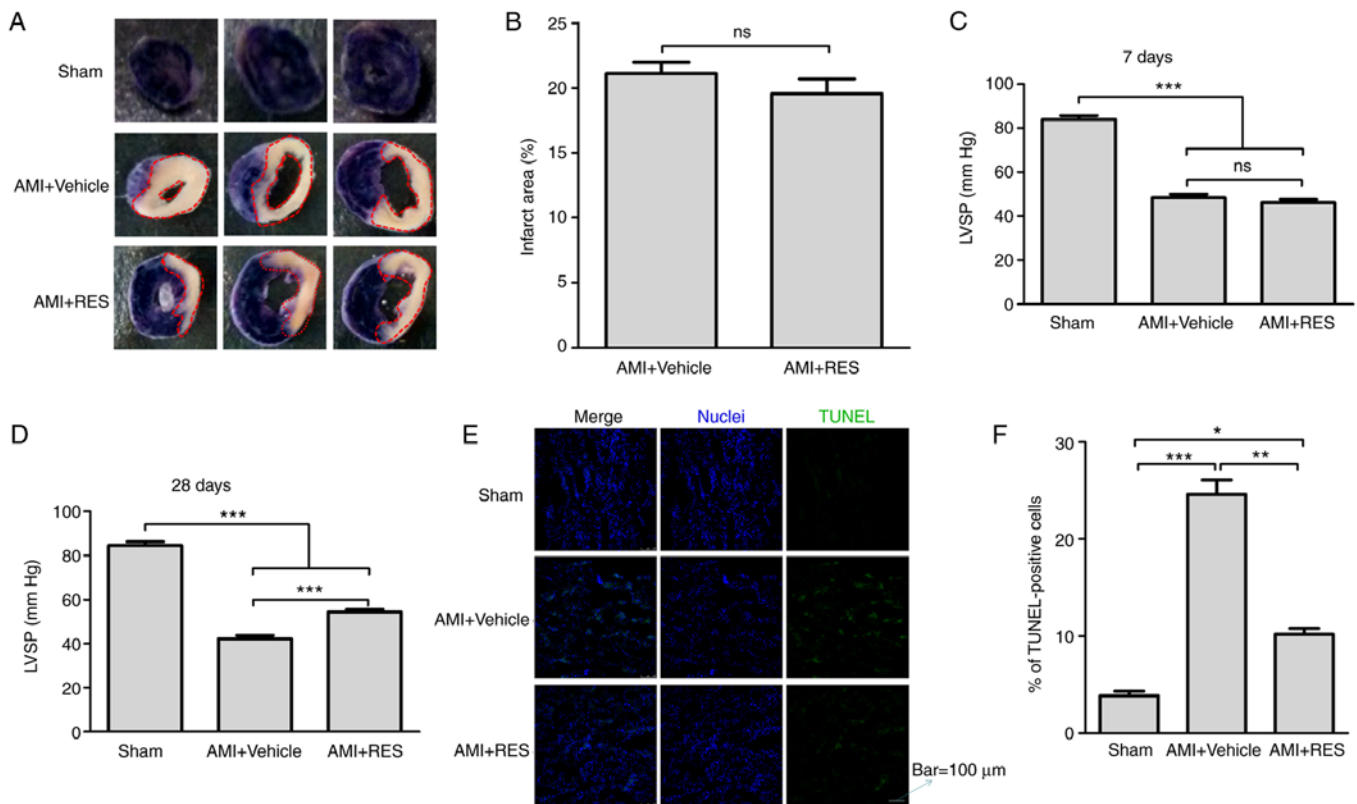 A
Sham
AMI+Vehicle
AMI+RES
B
Infarct area (%)
25
20
15
10
5
0
ns
AMI+Vehicle
AMI+RES
C
7 days
LVSP (mm Hg)
100
80
60
40
20
0
***
ns
Sham
AMI+Vehicle
AMI+RES
D
28 days
LVSP (mm Hg)
100
80
60
40
20
0
***
***
Sham
AMI+Vehicle
AMI+RES
E
Merge
Nuclei
TUNEL
Sham
AMI+Vehicle
AMI+RES
Bar=100 µm
F
% of TUNEL-positive cells
30
20
10
0
*
***
**
Sham
AMI+Vehicle
AMI+RES